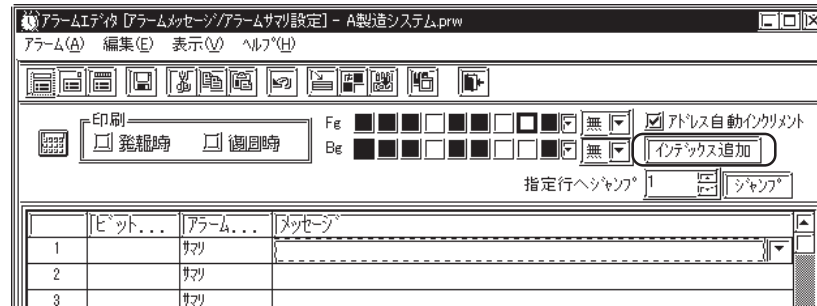 アラームエディタ [アラームメッセージ/アラームサマリ設定] - A製造システム.prw
アラーム(A) 編集(E) 表示(V) ヘルプ(H)
印刷
発報時 復旧時
Fg 無 アドレス自動インクリメント
Bg 無 インデックス追加
指定行へジャンプ 1 ジャンプ
ビット... アラーム... メッセージ
1 サマリ
2 サマリ
3 サマリ